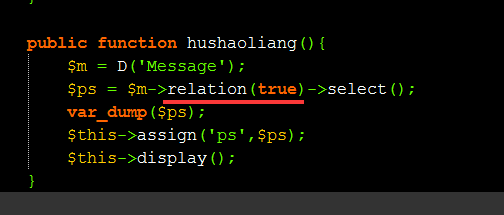 public function hushaoliang(){
$m = D('Message');
$ps = $m->relation(true)->select();
var_dump($ps);
$this->assign('ps',$ps);
$this->display();
}